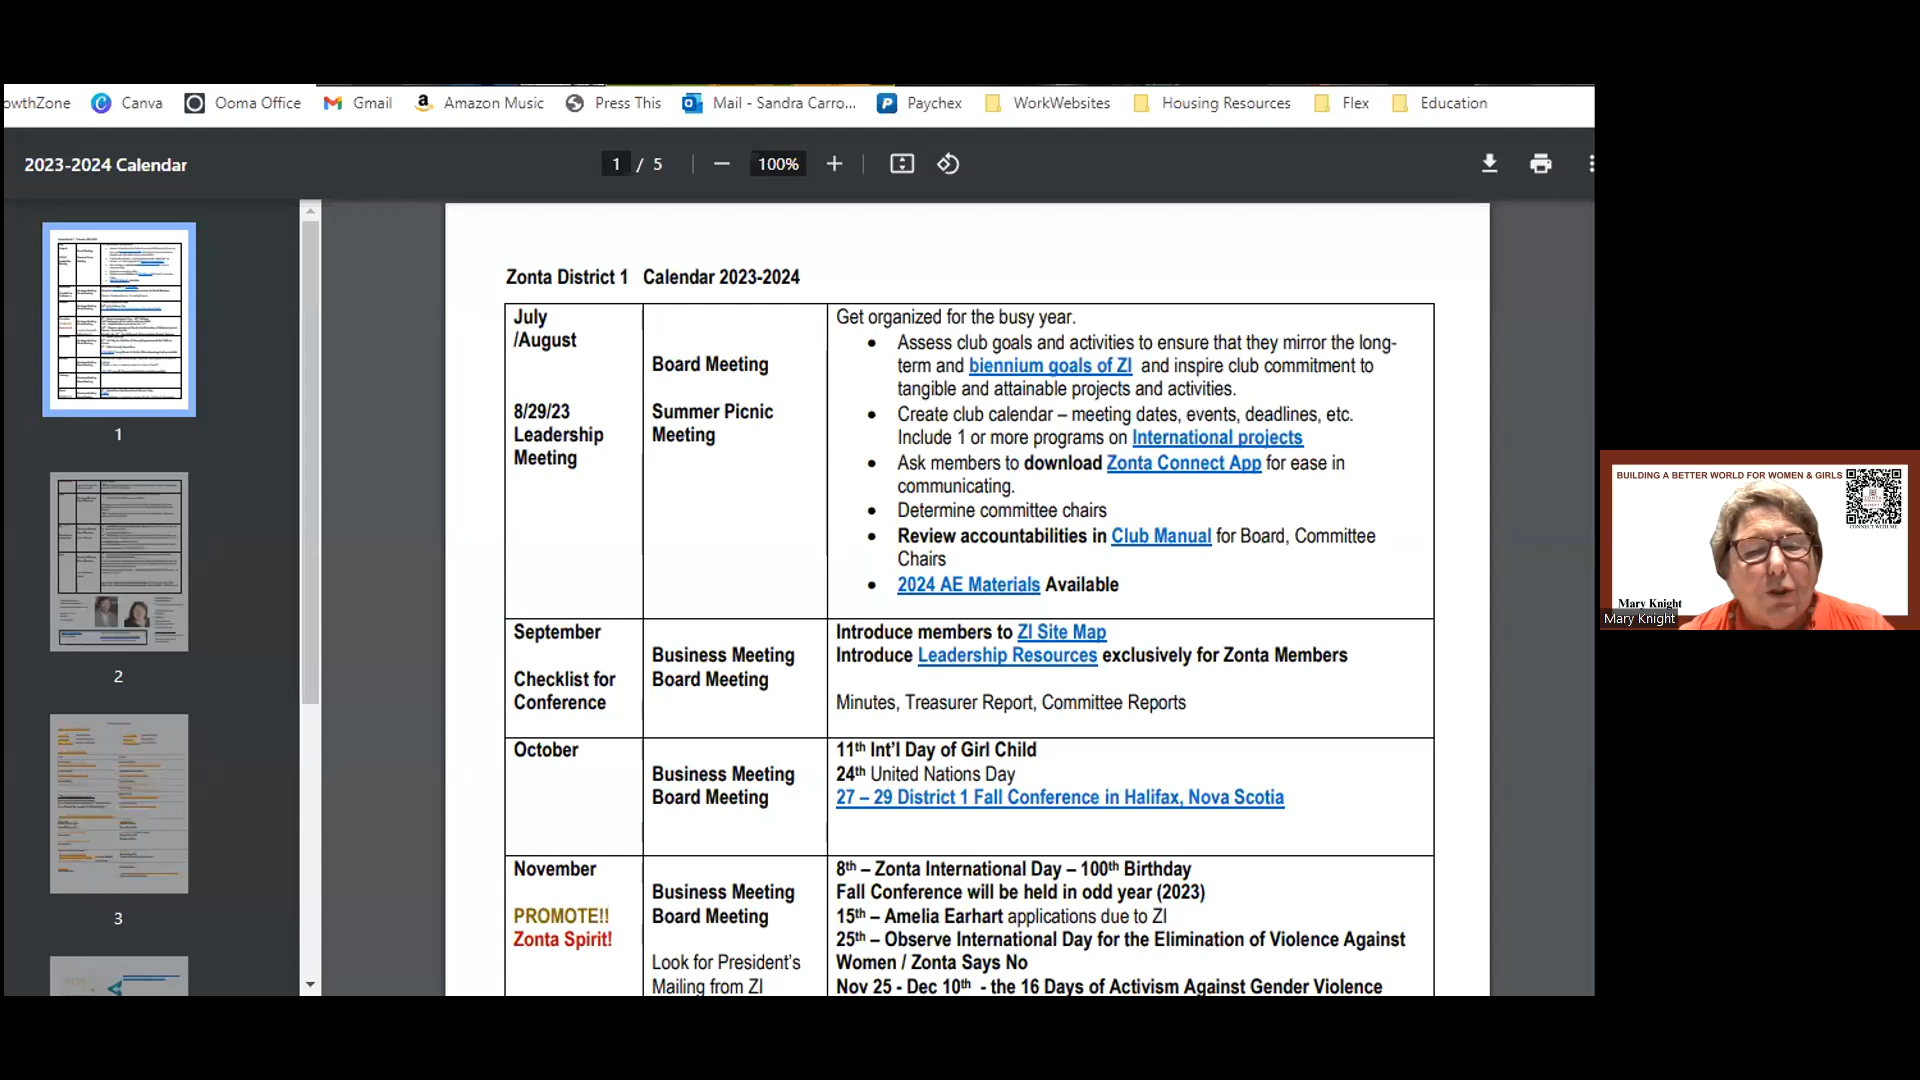 owthZone Canva Ooma Office Gmail Amazon Music Press This Mail - Sandra Carro... Paychex WorkWebsites Housing Resources Flex Education
2023-2024 Calendar
1 / 5
100%
1
2
3
Zonta District 1 Calendar 2023-2024
July
/August
8/29/23
Leadership
Meeting
Board Meeting
Summer Picnic
Meeting
Get organized for the busy year.
• Assess club goals and activities to ensure that they mirror the long-
term and biennium goals of ZI and inspire club commitment to
tangible and attainable projects and activities.
• Create club calendar – meeting dates, events, deadlines, etc.
Include 1 or more programs on International projects
• Ask members to download Zonta Connect App for ease in
communicating.
• Determine committee chairs
• Review accountabilities in Club Manual for Board, Committee
Chairs
• 2024 AE Materials Available
September
Checklist for
Conference
Business Meeting
Board Meeting
Introduce members to ZI Site Map
Introduce Leadership Resources exclusively for Zonta Members
Minutes, Treasurer Report, Committee Reports
October
Business Meeting
Board Meeting
11th Int'l Day of Girl Child
24th United Nations Day
27 – 29 District 1 Fall Conference in Halifax, Nova Scotia
November
PROMOTE!!
Zonta Spirit!
Business Meeting
Board Meeting
Look for President's
Mailing from ZI
8th – Zonta International Day – 100th Birthday
Fall Conference will be held in odd year (2023)
15th – Amelia Earhart applications due to ZI
25th – Observe International Day for the Elimination of Violence Against
Women / Zonta Says No
Nov 25 - Dec 10th - the 16 Days of Activism Against Gender Violence
BUILDING A BETTER WORLD FOR WOMEN & GIRLS
CONNECT WITH ME
Mary Knight
Mary Knight